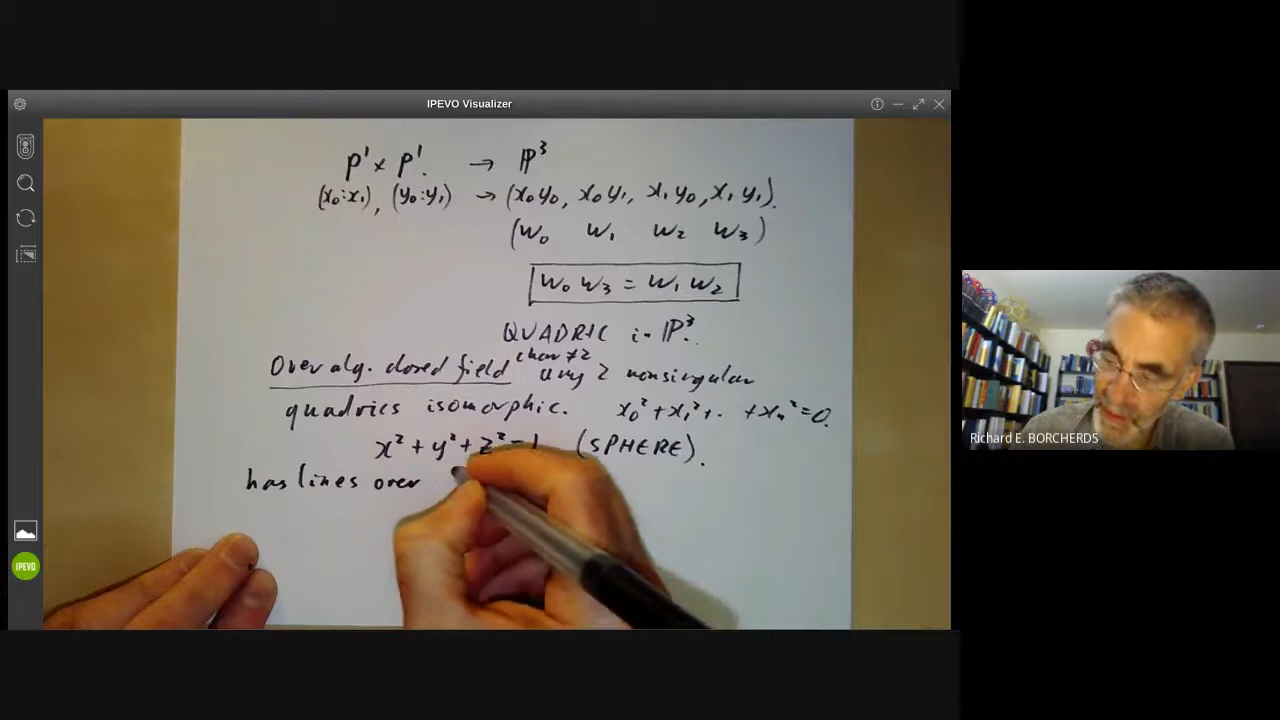 IPEVO Visualizer
P¹ × P¹. → ℙ³
(x₀:x₁), (y₀:y₁) → (x₀y₀, x₀y₁, x₁y₀, x₁y₁).
(w₀ w₁ w₂ w₃)
w₀w₃ = w₁w₂
QUADRIC in ℙ³.
Over alg. closed field char ≠ 2 any 2 nonsingular
quadrics isomorphic. x₀² + x₁² + . . + xₙ² = 0.
x² + y² + z² = 1 (SPHERE).
has lines over
IPEVO
Richard E. BORCHERDS